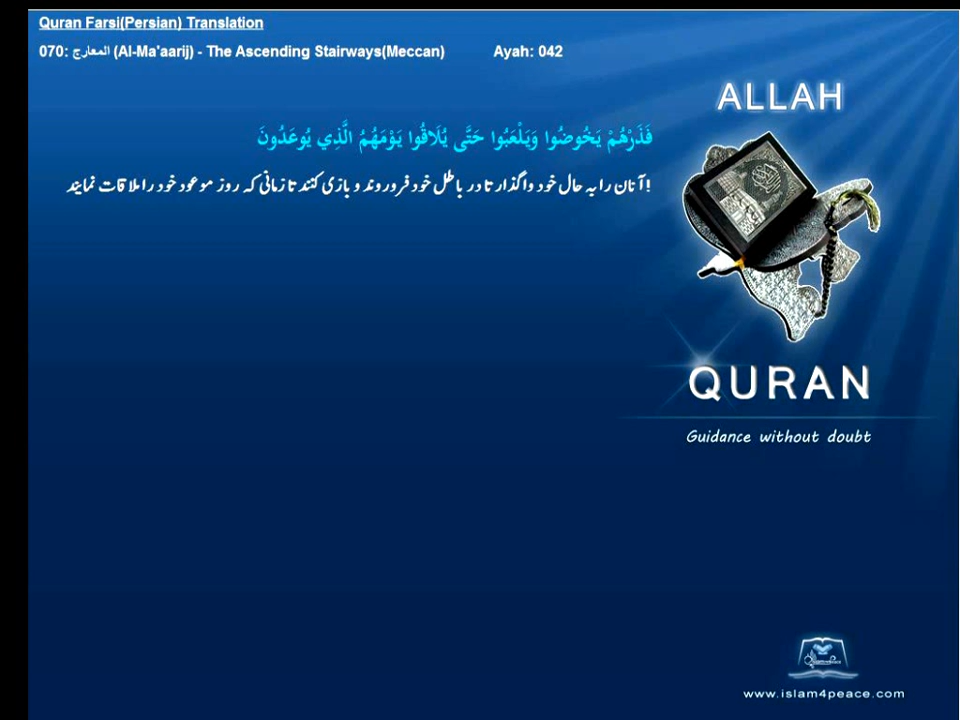 Quran Farsi(Persian) Translation
070: المعارج (Al-Ma'aarij) - The Ascending Stairways(Meccan) Ayah: 042
ALLAH
فَذَرْهُمْ يَخُوضُوا وَيَلْعَبُوا حَتَّى يُلَاقُوا يَوْمَهُمُ الَّذِي يُوعَدُونَ
!آنان را به حال خود واگذار تا در باطل خود فروروند و بازی کنند تا زمانی که روز موعود خود را ملاقات نمایند
QURAN
Guidance without doubt
www.islam4peace.com